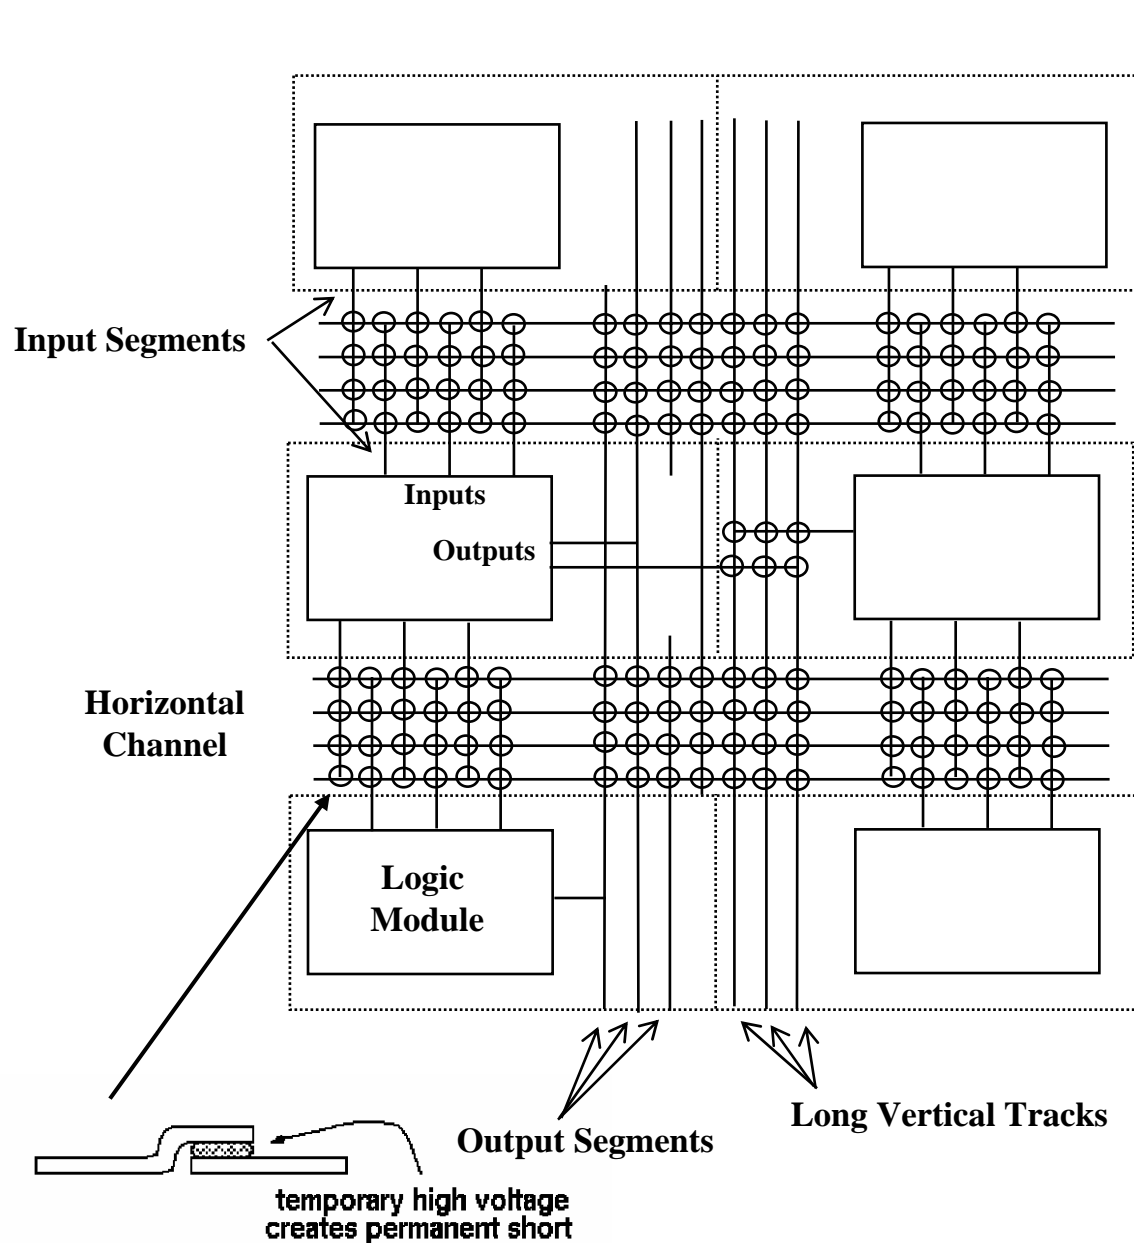 Input Segments
Inputs
Outputs
Horizontal
Channel
Logic
Module
Long Vertical Tracks
Output Segments
temporary high voltage
creates permanent short